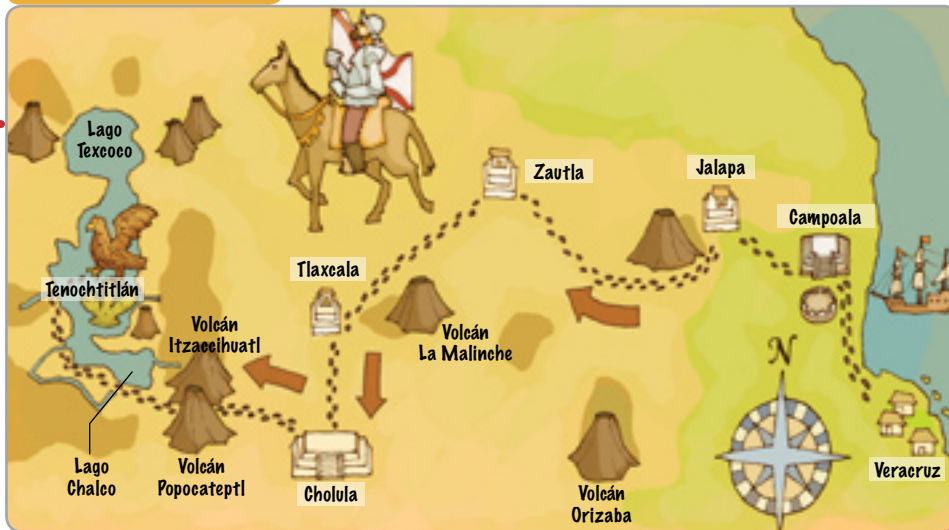 Lago
Texcoco
Zautla
Jalapa
Campoala
Tlaxcala
Tenochtitlán
Volcán
Itzaccihuatl
Volcán
La Malinche
N
Lago
Chalco
Volcán
Popocateptl
Cholula
Volcán
Orizaba
Veracruz